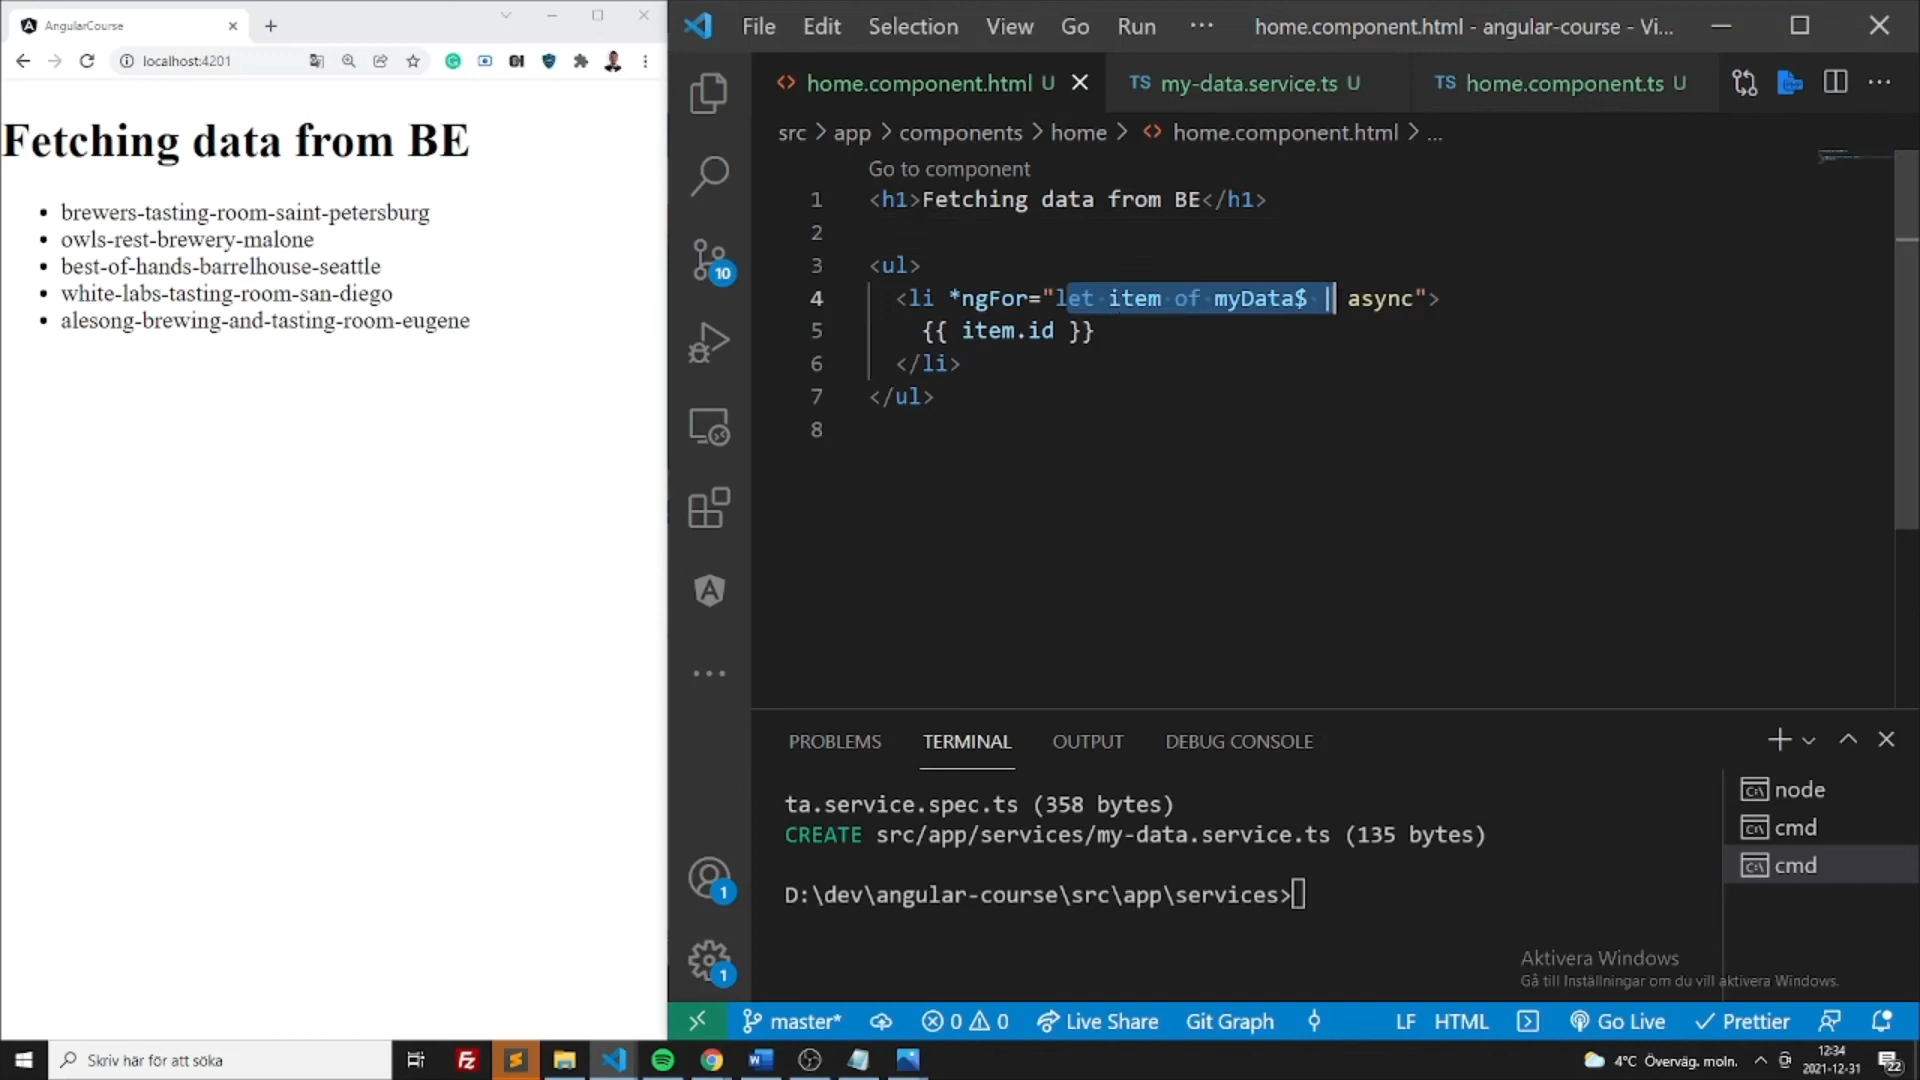 AngularCourse
localhost:4201
Fetching data from BE
brewers-tasting-room-saint-petersburg
owls-rest-brewery-malone
best-of-hands-barrelhouse-seattle
white-labs-tasting-room-san-diego
alesong-brewing-and-tasting-room-eugene
File Edit Selection View Go Run ··· home.component.html - angular-course - Vi...
home.component.html U TS my-data.service.ts U TS home.component.ts U
src > app > components > home > home.component.html > ...
Go to component
1 <h1>Fetching data from BE</h1>
2
3 <ul>
4 <li *ngFor="let item of myData$ | async">
5 {{ item.id }}
6 </li>
7 </ul>
8
10
1
1
PROBLEMS TERMINAL OUTPUT DEBUG CONSOLE
ta.service.spec.ts (358 bytes)
CREATE src/app/services/my-data.service.ts (135 bytes)
D:\dev\angular-course\src\app\services>
node
cmd
cmd
Aktivera Windows
Gå till Inställningar om du vill aktivera Windows.
master* 0 0 Live Share Git Graph LF HTML Go Live Prettier
Skriv här för att söka
4°C Överväg. moln.
12:34
2021-12-31
22